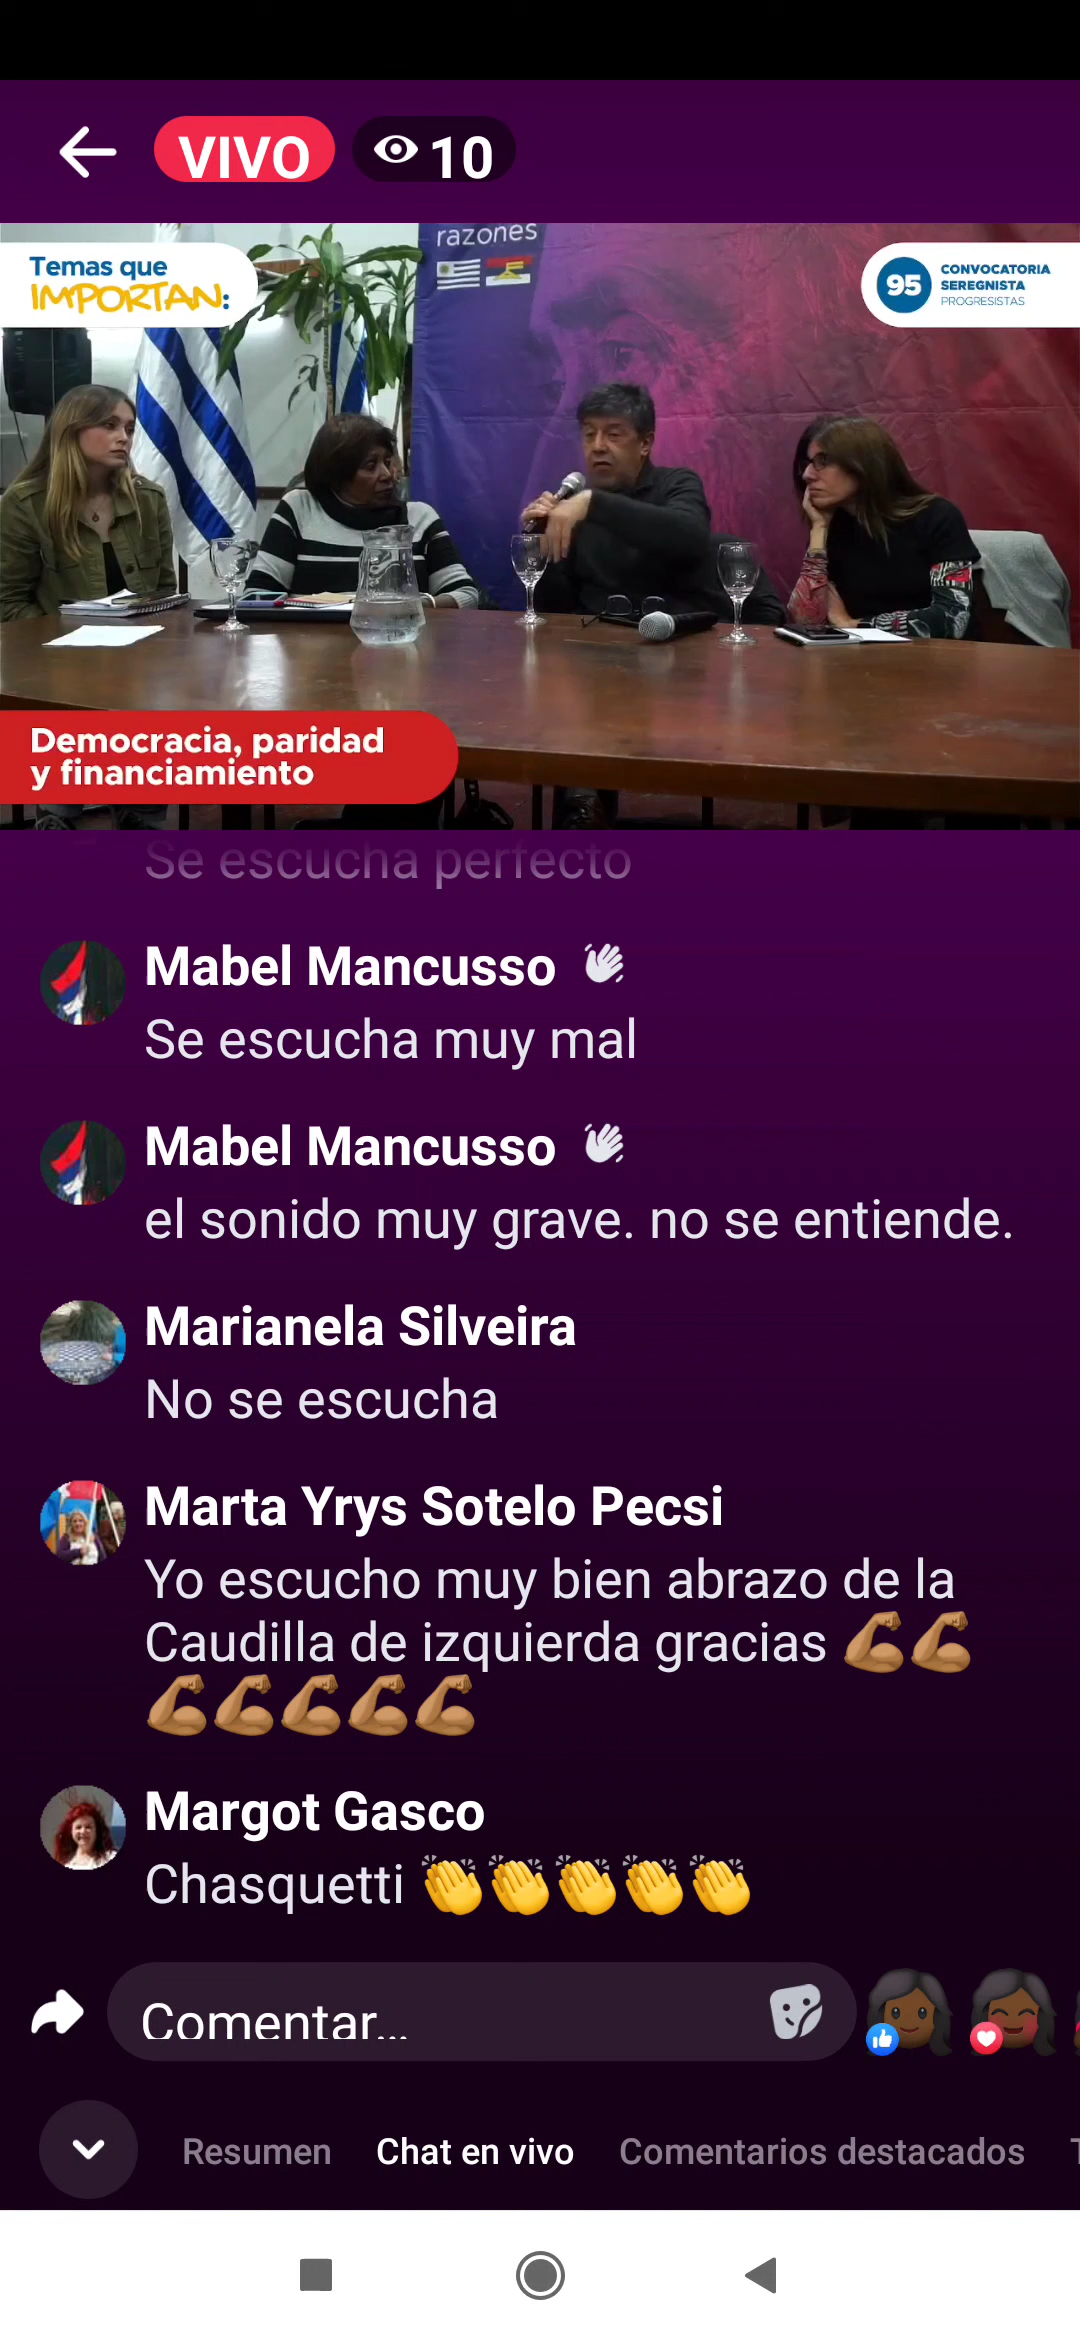 VIVO
10
razones
Temas que
IMPORTAN:
95
CONVOCATORIA
SEREGNISTA
PROGRESISTAS
Democracia, paridad
y financiamiento
Se escucha perfecto
Mabel Mancusso
Se escucha muy mal
Mabel Mancusso
el sonido muy grave. no se entiende.
Marianela Silveira
No se escucha
Marta Yrys Sotelo Pecsi
Yo escucho muy bien abrazo de la
Caudilla de izquierda gracias 💪🏽💪🏽
💪🏽💪🏽💪🏽💪🏽💪🏽
Margot Gasco
Chasquetti 👏👏👏👏👏
Comentar...
Resumen
Chat en vivo
Comentarios destacados